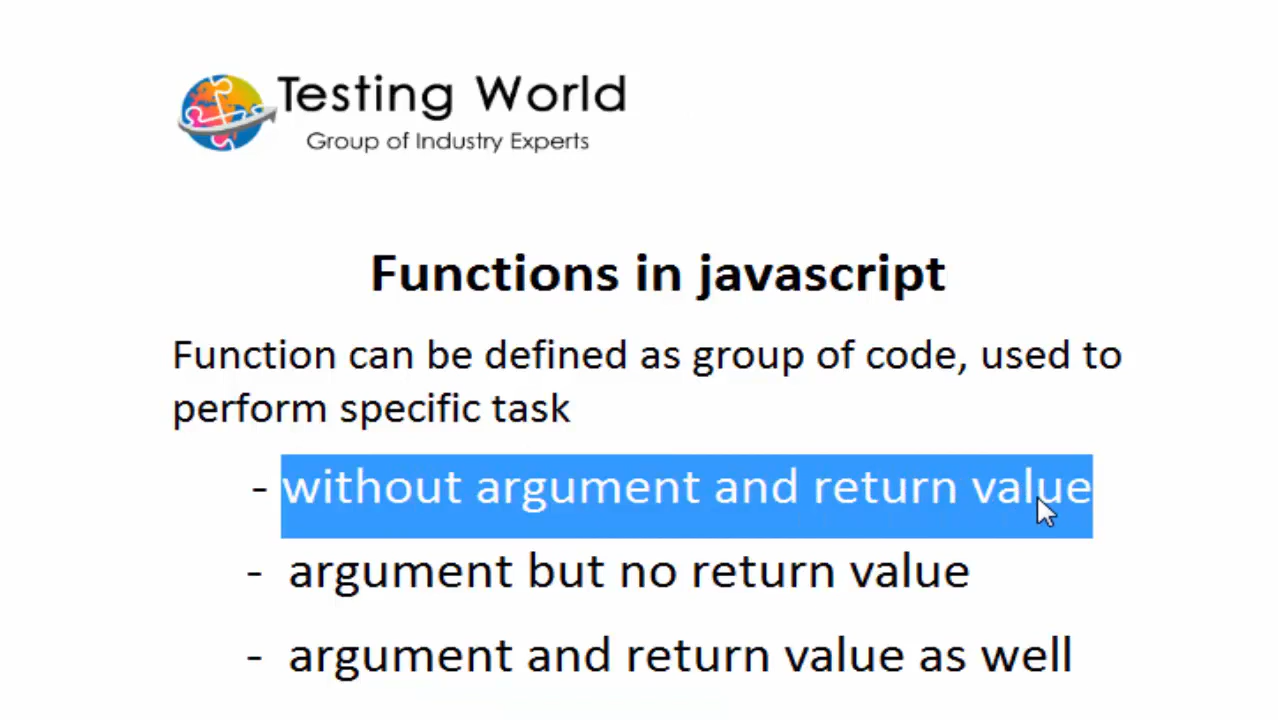 Testing World
Group of Industry Experts
Functions in javascript
Function can be defined as group of code, used to
perform specific task
- without argument and return value
- argument but no return value
- argument and return value as well